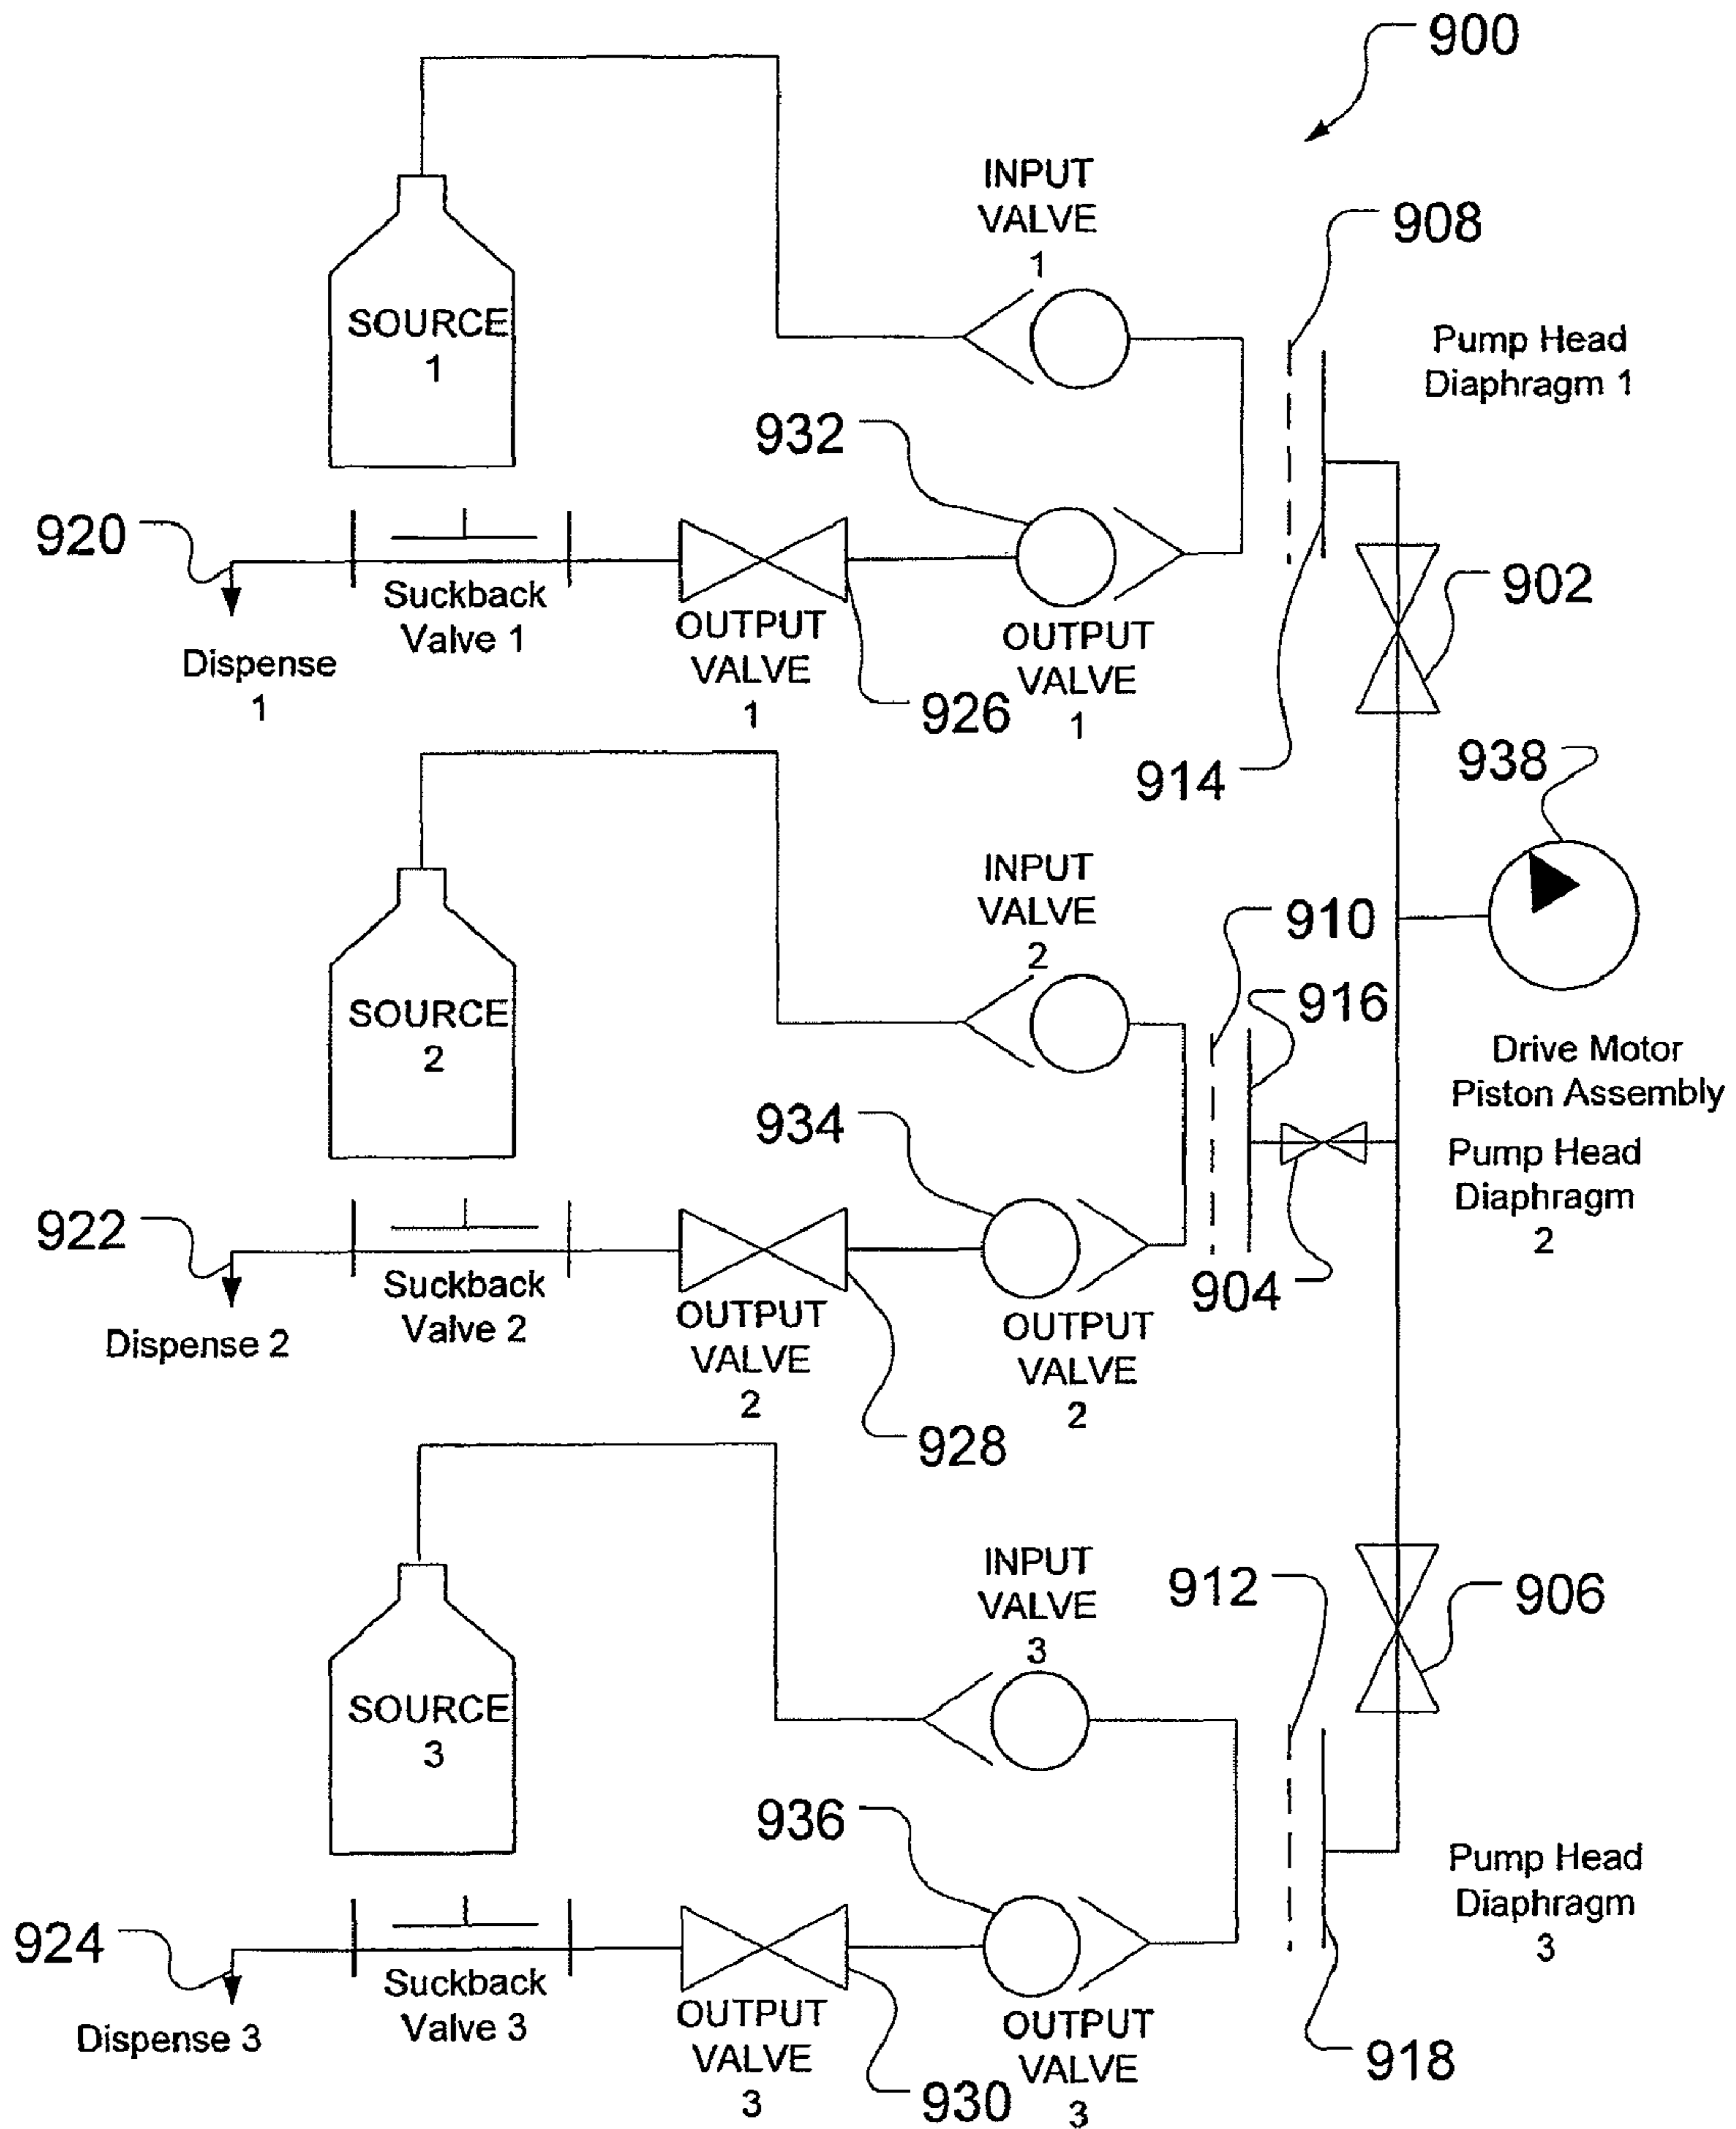 900
INPUT
VALVE
1
908
SOURCE
1
Pump Head
Diaphragm 1
932
920
Suckback
Valve 1
OUTPUT
VALVE
1
OUTPUT
VALVE
1
902
Dispense
1
926
914
938
INPUT
VALVE
2
910
916
SOURCE
2
Drive Motor
Piston Assembly
934
Pump Head
Diaphragm
2
922
Suckback
Valve 2
OUTPUT
VALVE
2
OUTPUT
VALVE
2
904
Dispense 2
928
INPUT
VALVE
3
912
906
SOURCE
3
936
Pump Head
Diaphragm
3
924
Suckback
Valve 3
OUTPUT
VALVE
3
OUTPUT
VALVE
3
Dispense 3
918
930